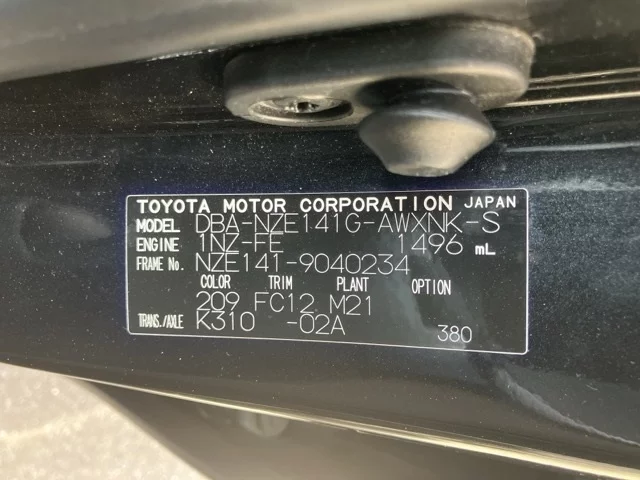 TOYOTA MOTOR CORPORATION JAPAN
MODEL DBA-NZE141G-AWXNK-S
ENGINE 1NZ-FE 1496 mL
FRAME No. NZE141-9040234
COLOR TRIM PLANT OPTION
209 FC12 M21
TRANS./AXLE K310 -02A
380